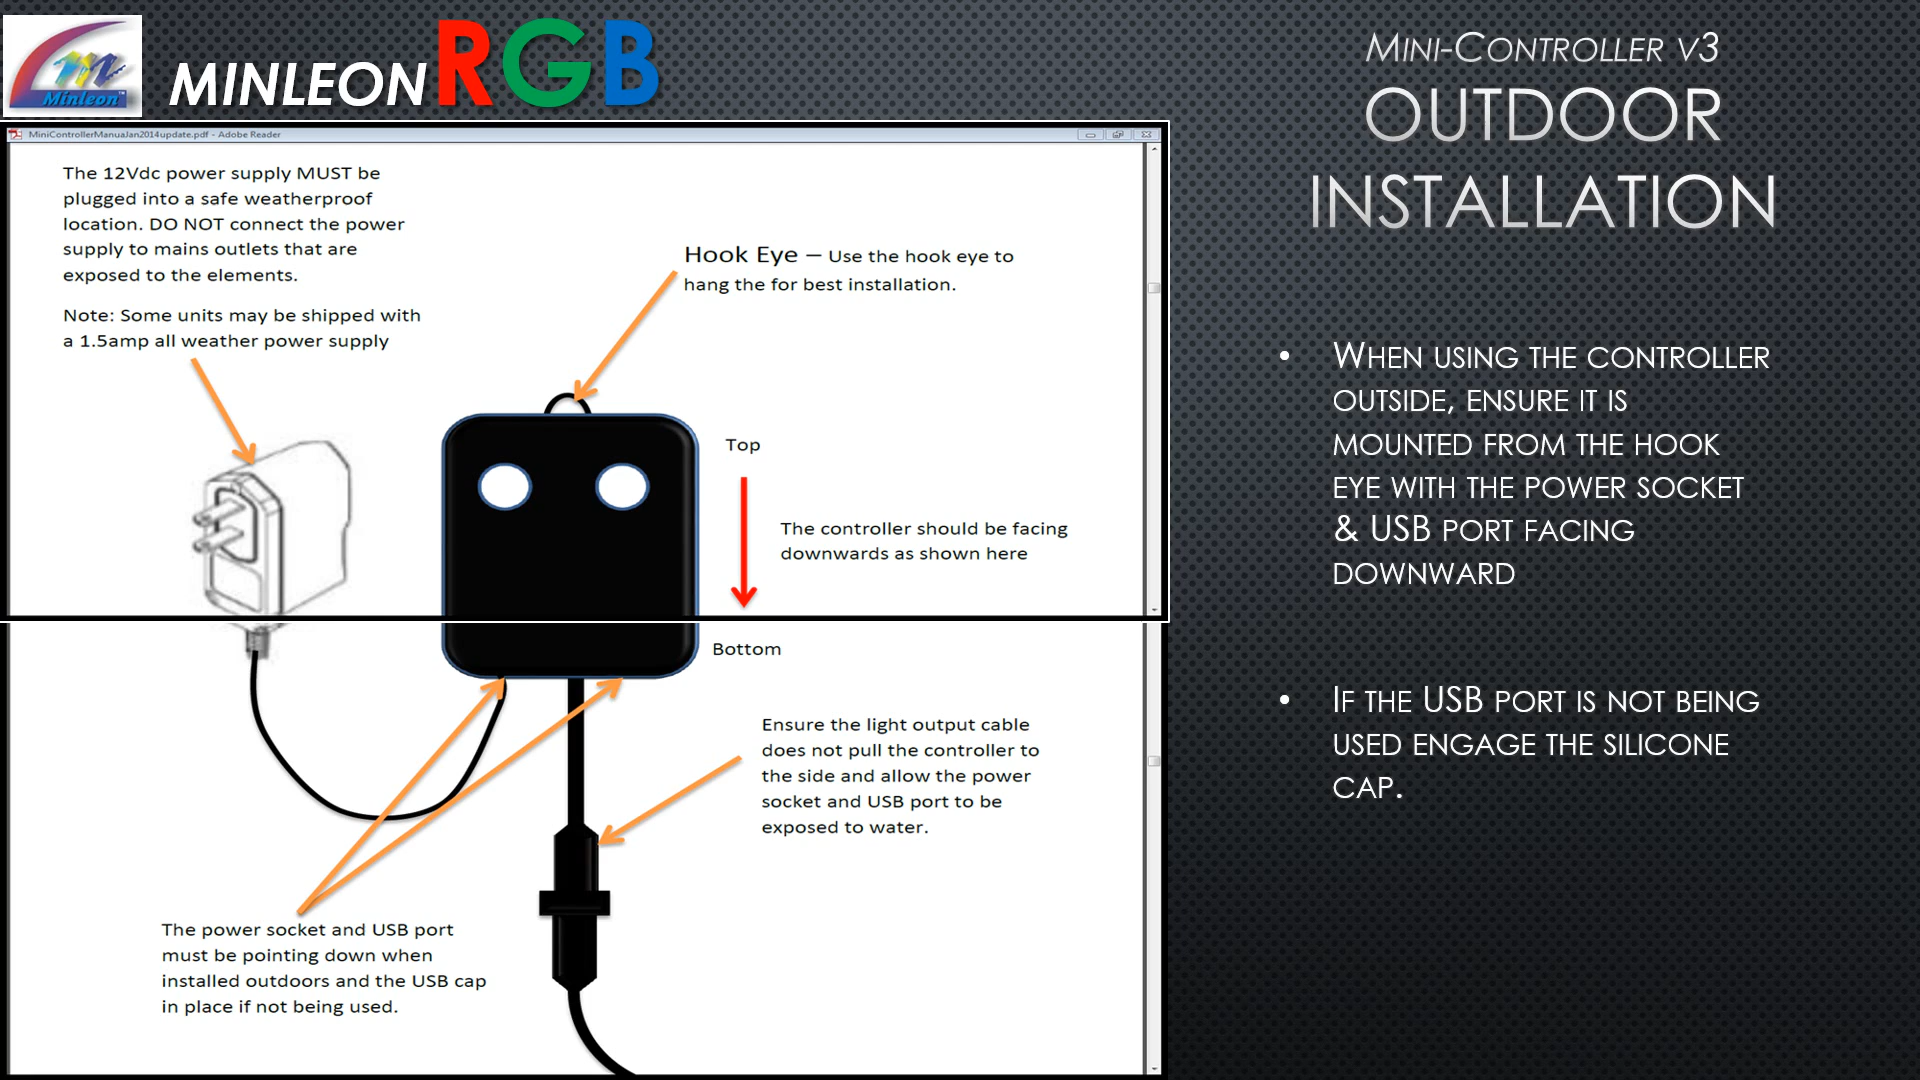 Minleon™
MINLEON RGB
MINI-CONTROLLER V3
OUTDOOR
INSTALLATION
MiniControllerManuaJan2014update.pdf - Adobe Reader
The 12Vdc power supply MUST be
plugged into a safe weatherproof
location. DO NOT connect the power
supply to mains outlets that are
exposed to the elements.
Note: Some units may be shipped with
a 1.5amp all weather power supply
Hook Eye – Use the hook eye to
hang the for best installation.
Top
The controller should be facing
downwards as shown here
Bottom
Ensure the light output cable
does not pull the controller to
the side and allow the power
socket and USB port to be
exposed to water.
The power socket and USB port
must be pointing down when
installed outdoors and the USB cap
in place if not being used.
• WHEN USING THE CONTROLLER
OUTSIDE, ENSURE IT IS
MOUNTED FROM THE HOOK
EYE WITH THE POWER SOCKET
& USB PORT FACING
DOWNWARD
• IF THE USB PORT IS NOT BEING
USED ENGAGE THE SILICONE
CAP.